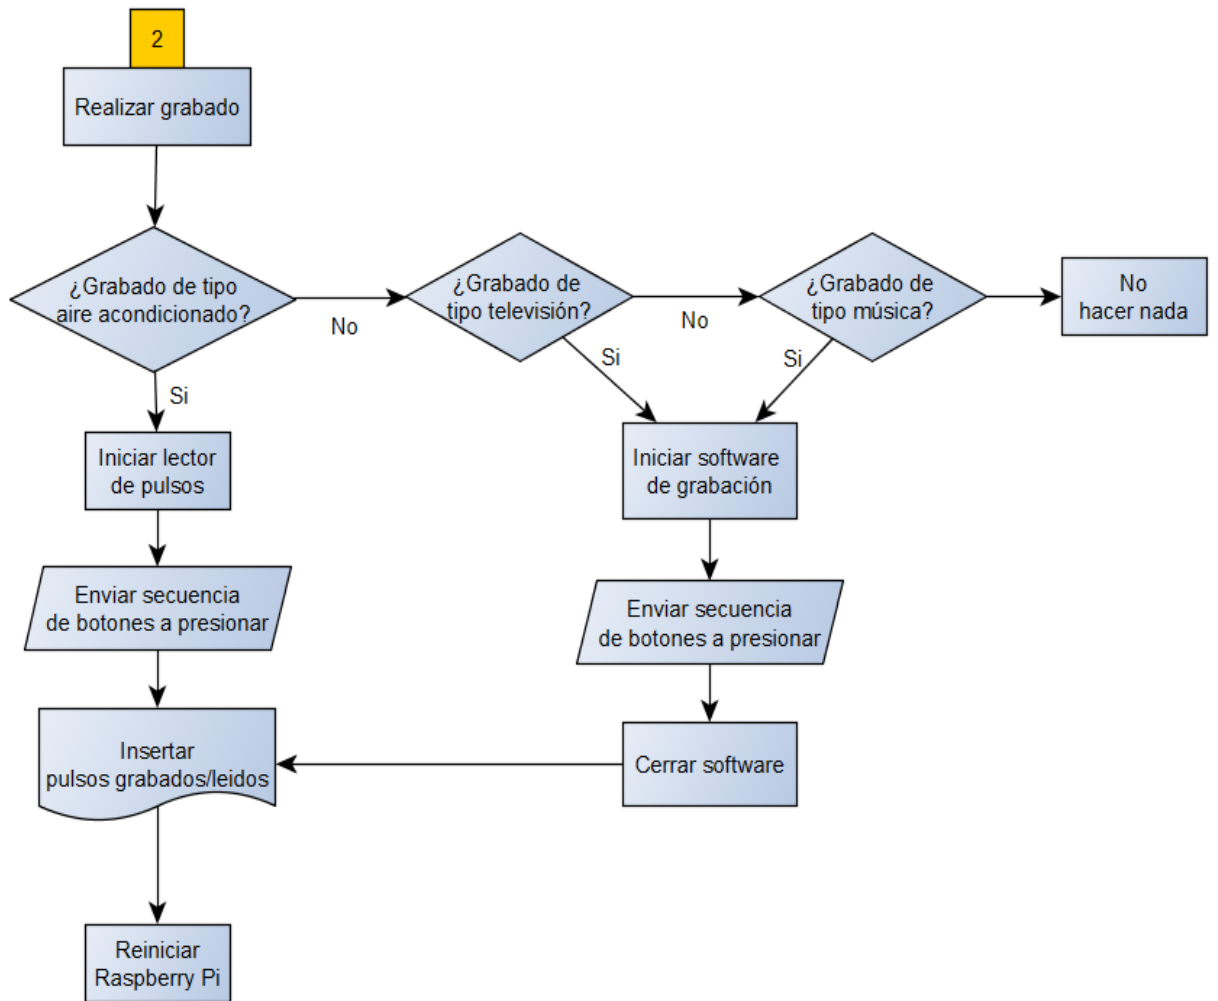 2
Realizar grabado
¿Grabado de tipo
aire acondicionado?
No
¿Grabado de
tipo televisión?
No
¿Grabado de
tipo música?
No
hacer nada
Si
Si
Si
Iniciar lector
de pulsos
Iniciar software
de grabación
Enviar secuencia
de botones a presionar
Enviar secuencia
de botones a presionar
Insertar
pulsos grabados/leidos
Cerrar software
Reiniciar
Raspberry Pi